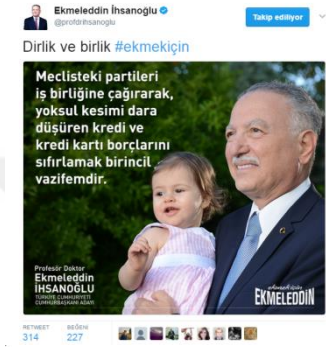 Ekmeleddin İhsanoğlu
@profdrihsanoglu
Takip ediliyor
Dirlik ve birlik #ekmekiçin
Meclisteki partileri
iş birliğine çağırarak,
yoksul kesimi dara
düşüren kredi ve
kredi kartı borçlarını
sıfırlamak birincil
vazifemdir.
Profesör Doktor
Ekmeleddin
İHSANOĞLU
TÜRKİYE CUMHURİYETİ
CUMHURBAŞKANI ADAYI
#EkmekİçinEkmeleddin
EKMELEDDİN
RETWEET
314
BEĞENİ
227